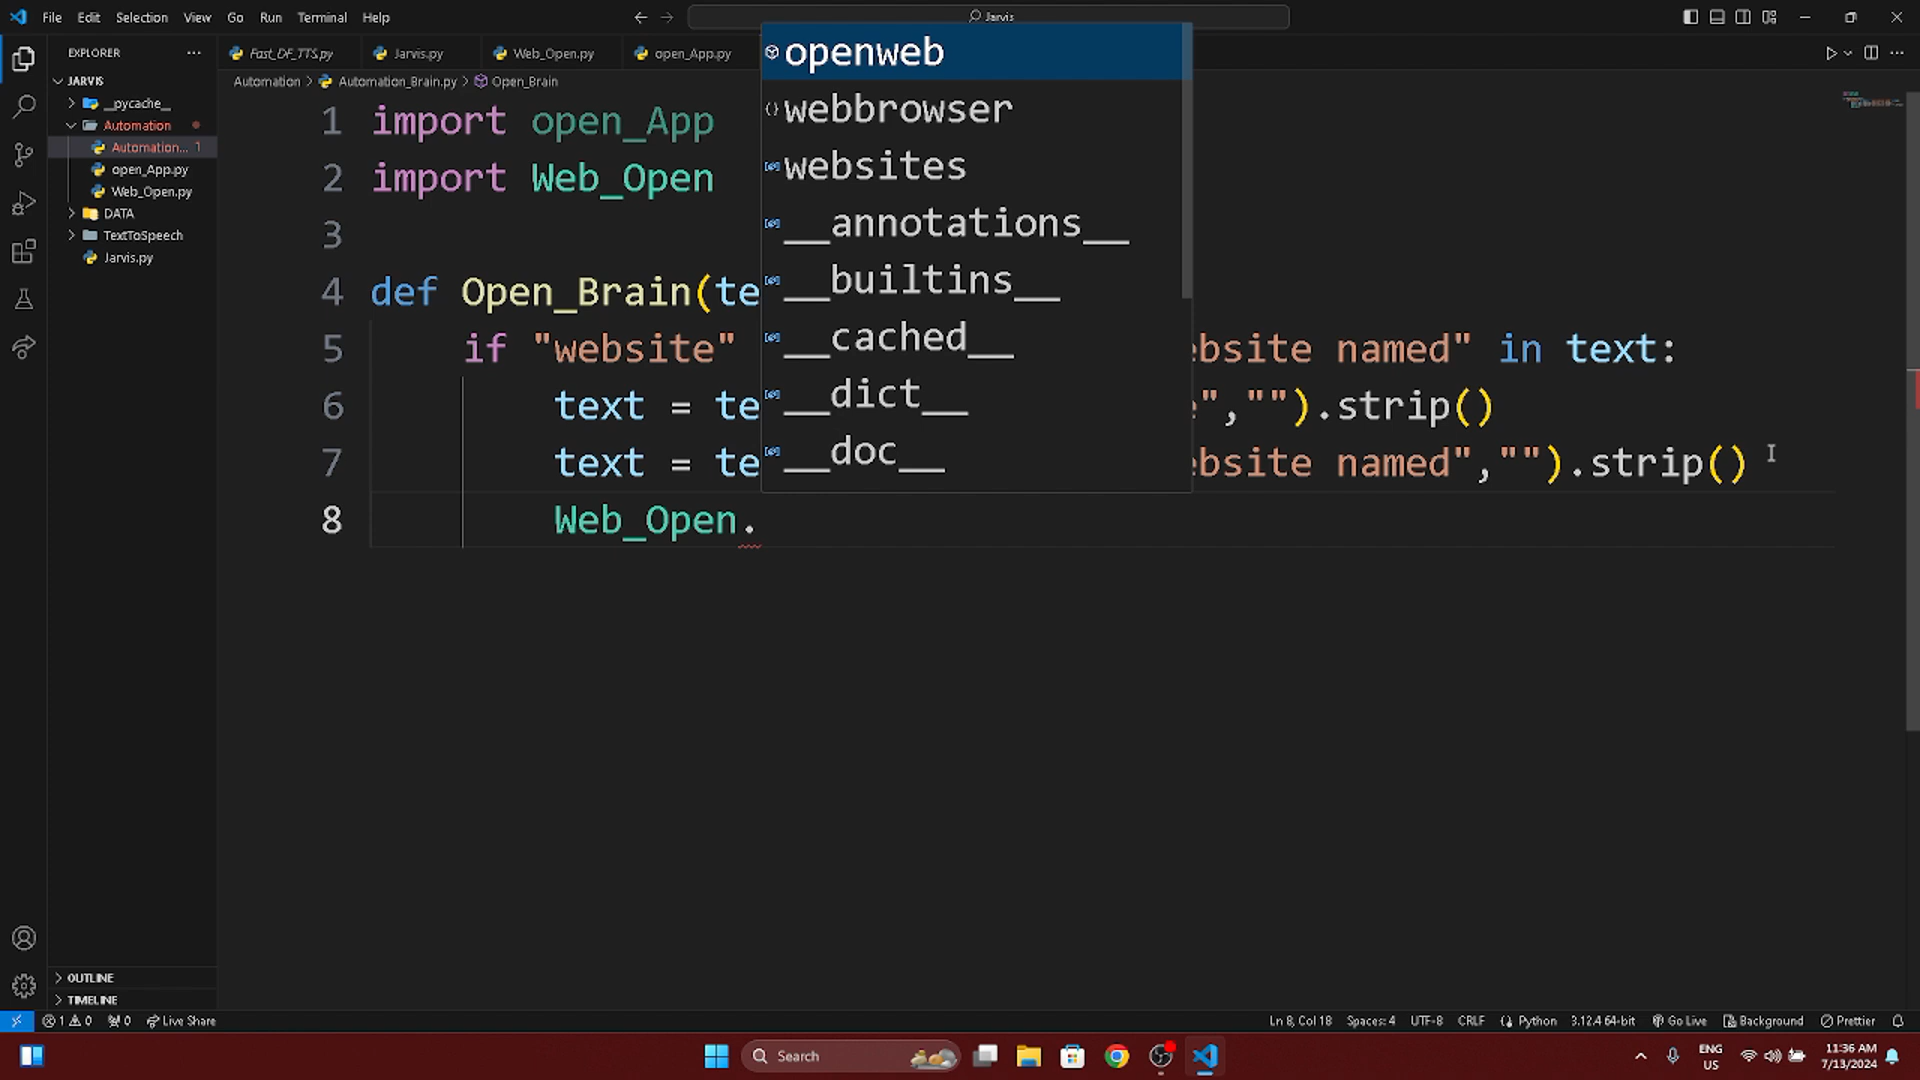 File Edit Selection View Go Run Terminal Help
Jarvis
EXPLORER
Fast_DF_TTS.py
Jarvis.py
Web_Open.py
open_App.py
JARVIS
__pycache__
Automation
Automation... 1
open_App.py
Web_Open.py
DATA
TextToSpeech
Jarvis.py
Automation > Automation_Brain.py > Open_Brain
1 import open_App
2 import Web_Open
3
4 def Open_Brain(te
5 if "website" bsite named" in text:
6 text = te ","").strip()
7 text = te bsite named","").strip()
8 Web_Open.
openweb
webbrowser
websites
__annotations__
__builtins__
__cached__
__dict__
__doc__
OUTLINE
TIMELINE
1 0 0 Live Share
Ln 8, Col 18 Spaces: 4 UTF-8 CRLF Python 3.12.4 64-bit Go Live Background Prettier
Search
ENG
US
11:36 AM
7/13/2024